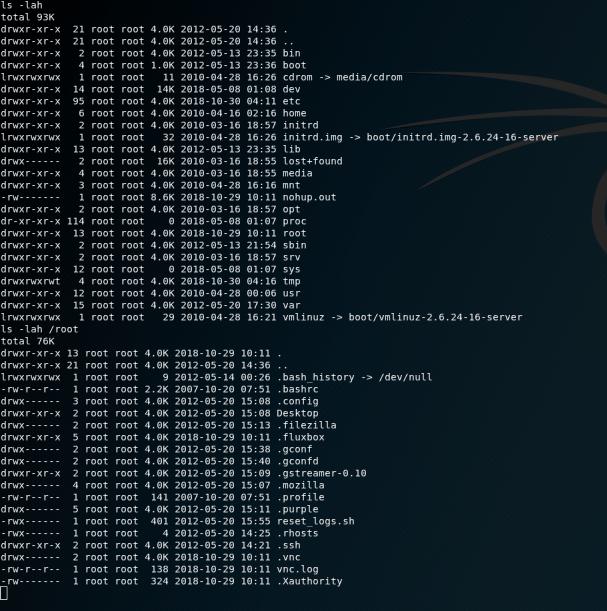 ls -lah
total 93K
drwxr-xr-x  21 root root 4.0K 2012-05-20 14:36 .
drwxr-xr-x  21 root root 4.0K 2012-05-20 14:36 ..
drwxr-xr-x   2 root root 4.0K 2012-05-13 23:35 bin
drwxr-xr-x   4 root root 1.0K 2012-05-13 23:36 boot
lrwxrwxrwx   1 root root   11 2010-04-28 16:26 cdrom -> media/cdrom
drwxr-xr-x  14 root root  14K 2018-05-08 01:08 dev
drwxr-xr-x  95 root root 4.0K 2018-10-30 04:11 etc
drwxr-xr-x   6 root root 4.0K 2010-04-16 02:16 home
drwxr-xr-x   2 root root 4.0K 2010-03-16 18:57 initrd
lrwxrwxrwx   1 root root   32 2010-04-28 16:26 initrd.img -> boot/initrd.img-2.6.24-16-server
drwxr-xr-x  13 root root 4.0K 2012-05-13 23:35 lib
drwx------   2 root root  16K 2010-03-16 18:55 lost+found
drwxr-xr-x   4 root root 4.0K 2010-03-16 18:55 media
drwxr-xr-x   3 root root 4.0K 2010-04-28 16:16 mnt
-rw-------   1 root root 8.6K 2018-10-29 10:11 nohup.out
drwxr-xr-x   2 root root 4.0K 2010-03-16 18:57 opt
dr-xr-xr-x 114 root root    0 2018-05-08 01:07 proc
drwxr-xr-x  13 root root 4.0K 2018-10-29 10:11 root
drwxr-xr-x   2 root root 4.0K 2012-05-13 21:54 sbin
drwxr-xr-x   2 root root 4.0K 2010-03-16 18:57 srv
drwxr-xr-x  12 root root    0 2018-05-08 01:07 sys
drwxrwxrwt   4 root root 4.0K 2018-10-30 04:16 tmp
drwxr-xr-x  12 root root 4.0K 2010-04-28 00:06 usr
drwxr-xr-x  15 root root 4.0K 2012-05-20 17:30 var
lrwxrwxrwx   1 root root   29 2010-04-28 16:21 vmlinuz -> boot/vmlinuz-2.6.24-16-server
ls -lah /root
total 76K
drwxr-xr-x 13 root root 4.0K 2018-10-29 10:11 .
drwxr-xr-x 21 root root 4.0K 2012-05-20 14:36 ..
lrwxrwxrwx  1 root root    9 2012-05-14 00:26 .bash_history -> /dev/null
-rw-r--r--  1 root root 2.2K 2007-10-20 07:51 .bashrc
drwx------  3 root root 4.0K 2012-05-20 15:08 .config
drwxr-xr-x  2 root root 4.0K 2012-05-20 15:08 Desktop
drwx------  2 root root 4.0K 2012-05-20 15:13 .filezilla
drwxr-xr-x  5 root root 4.0K 2018-10-29 10:11 .fluxbox
drwx------  2 root root 4.0K 2012-05-20 15:38 .gconf
drwx------  2 root root 4.0K 2012-05-20 15:40 .gconfd
drwxr-xr-x  2 root root 4.0K 2012-05-20 15:09 .gstreamer-0.10
drwx------  4 root root 4.0K 2012-05-20 15:07 .mozilla
-rw-r--r--  1 root root  141 2007-10-20 07:51 .profile
drwx------  5 root root 4.0K 2012-05-20 15:11 .purple
-rwx------  1 root root  401 2012-05-20 15:55 reset_logs.sh
-rwx------  1 root root    4 2012-05-20 14:25 .rhosts
drwxr-xr-x  2 root root 4.0K 2012-05-20 14:21 .ssh
drwx------  2 root root 4.0K 2018-10-29 10:11 .vnc
-rw-r--r--  1 root root  138 2018-10-29 10:11 vnc.log
-rw-------  1 root root  324 2018-10-29 10:11 .Xauthority